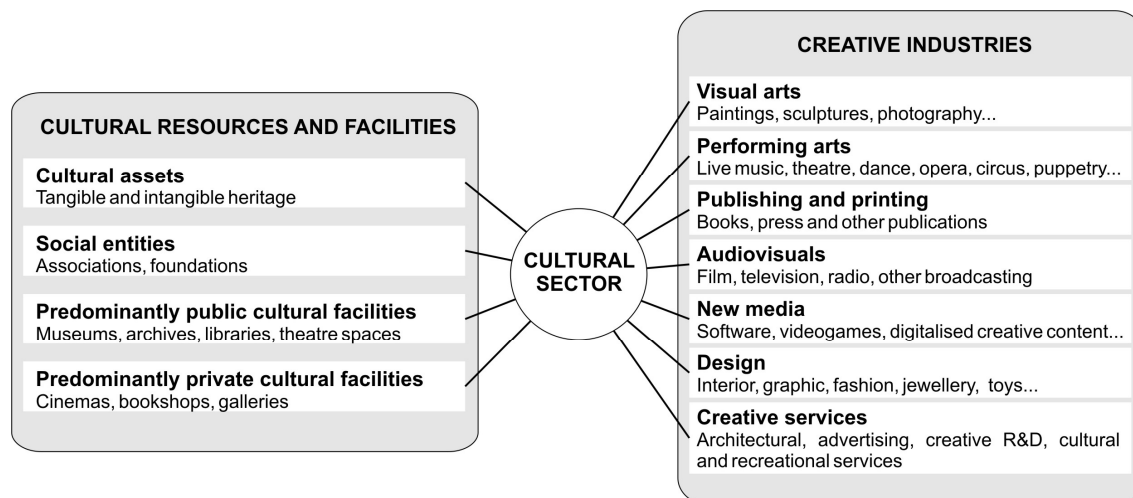 CULTURAL RESOURCES AND FACILITIES
Cultural assets
Tangible and intangible heritage
Social entities
Associations, foundations
Predominantly public cultural facilities
Museums, archives, libraries, theatre spaces
Predominantly private cultural facilities
Cinemas, bookshops, galleries
CULTURAL
SECTOR
CREATIVE INDUSTRIES
Visual arts
Paintings, sculptures, photography...
Performing arts
Live music, theatre, dance, opera, circus, puppetry...
Publishing and printing
Books, press and other publications
Audiovisuals
Film, television, radio, other broadcasting
New media
Software, videogames, digitalised creative content...
Design
Interior, graphic, fashion, jewellery, toys...
Creative services
Architectural, advertising, creative R&D, cultural
and recreational services